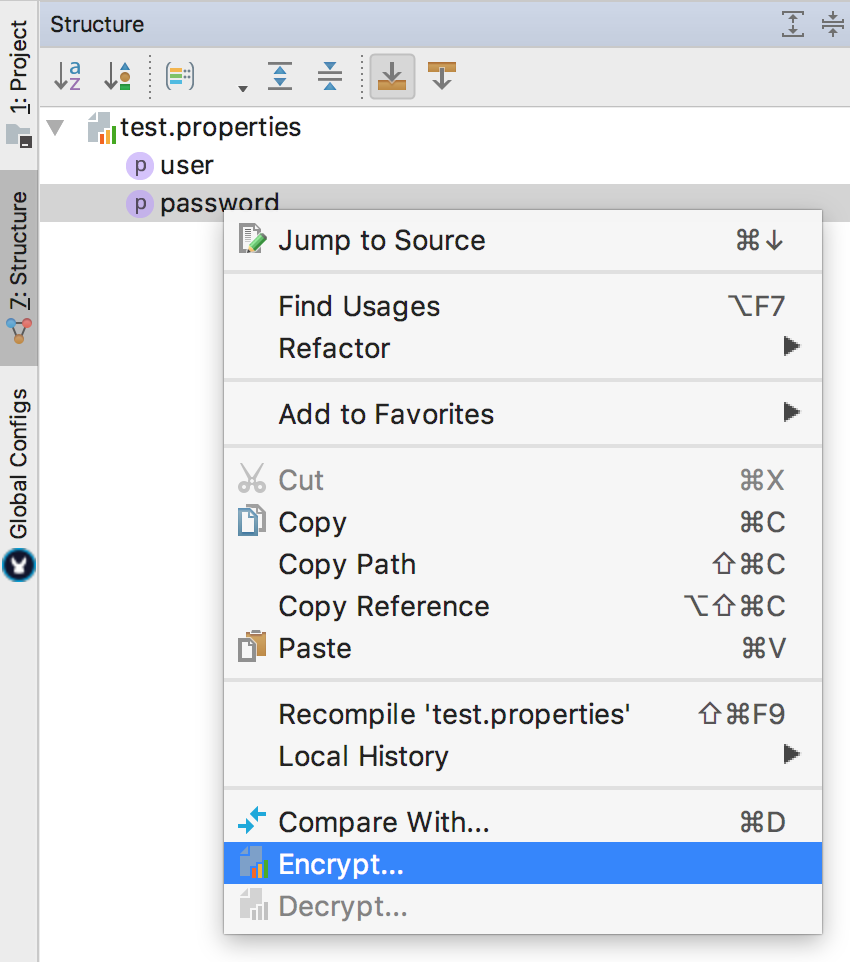 Structure
1: Project
7: Structure
Global Configs
test.properties
p user
p password
Jump to Source ⌘↓
Find Usages ⌥F7
Refactor
Add to Favorites
Cut ⌘X
Copy ⌘C
Copy Path ⇧⌘C
Copy Reference ⌥⇧⌘C
Paste ⌘V
Recompile 'test.properties' ⇧⌘F9
Local History
Compare With... ⌘D
Encrypt...
Decrypt...